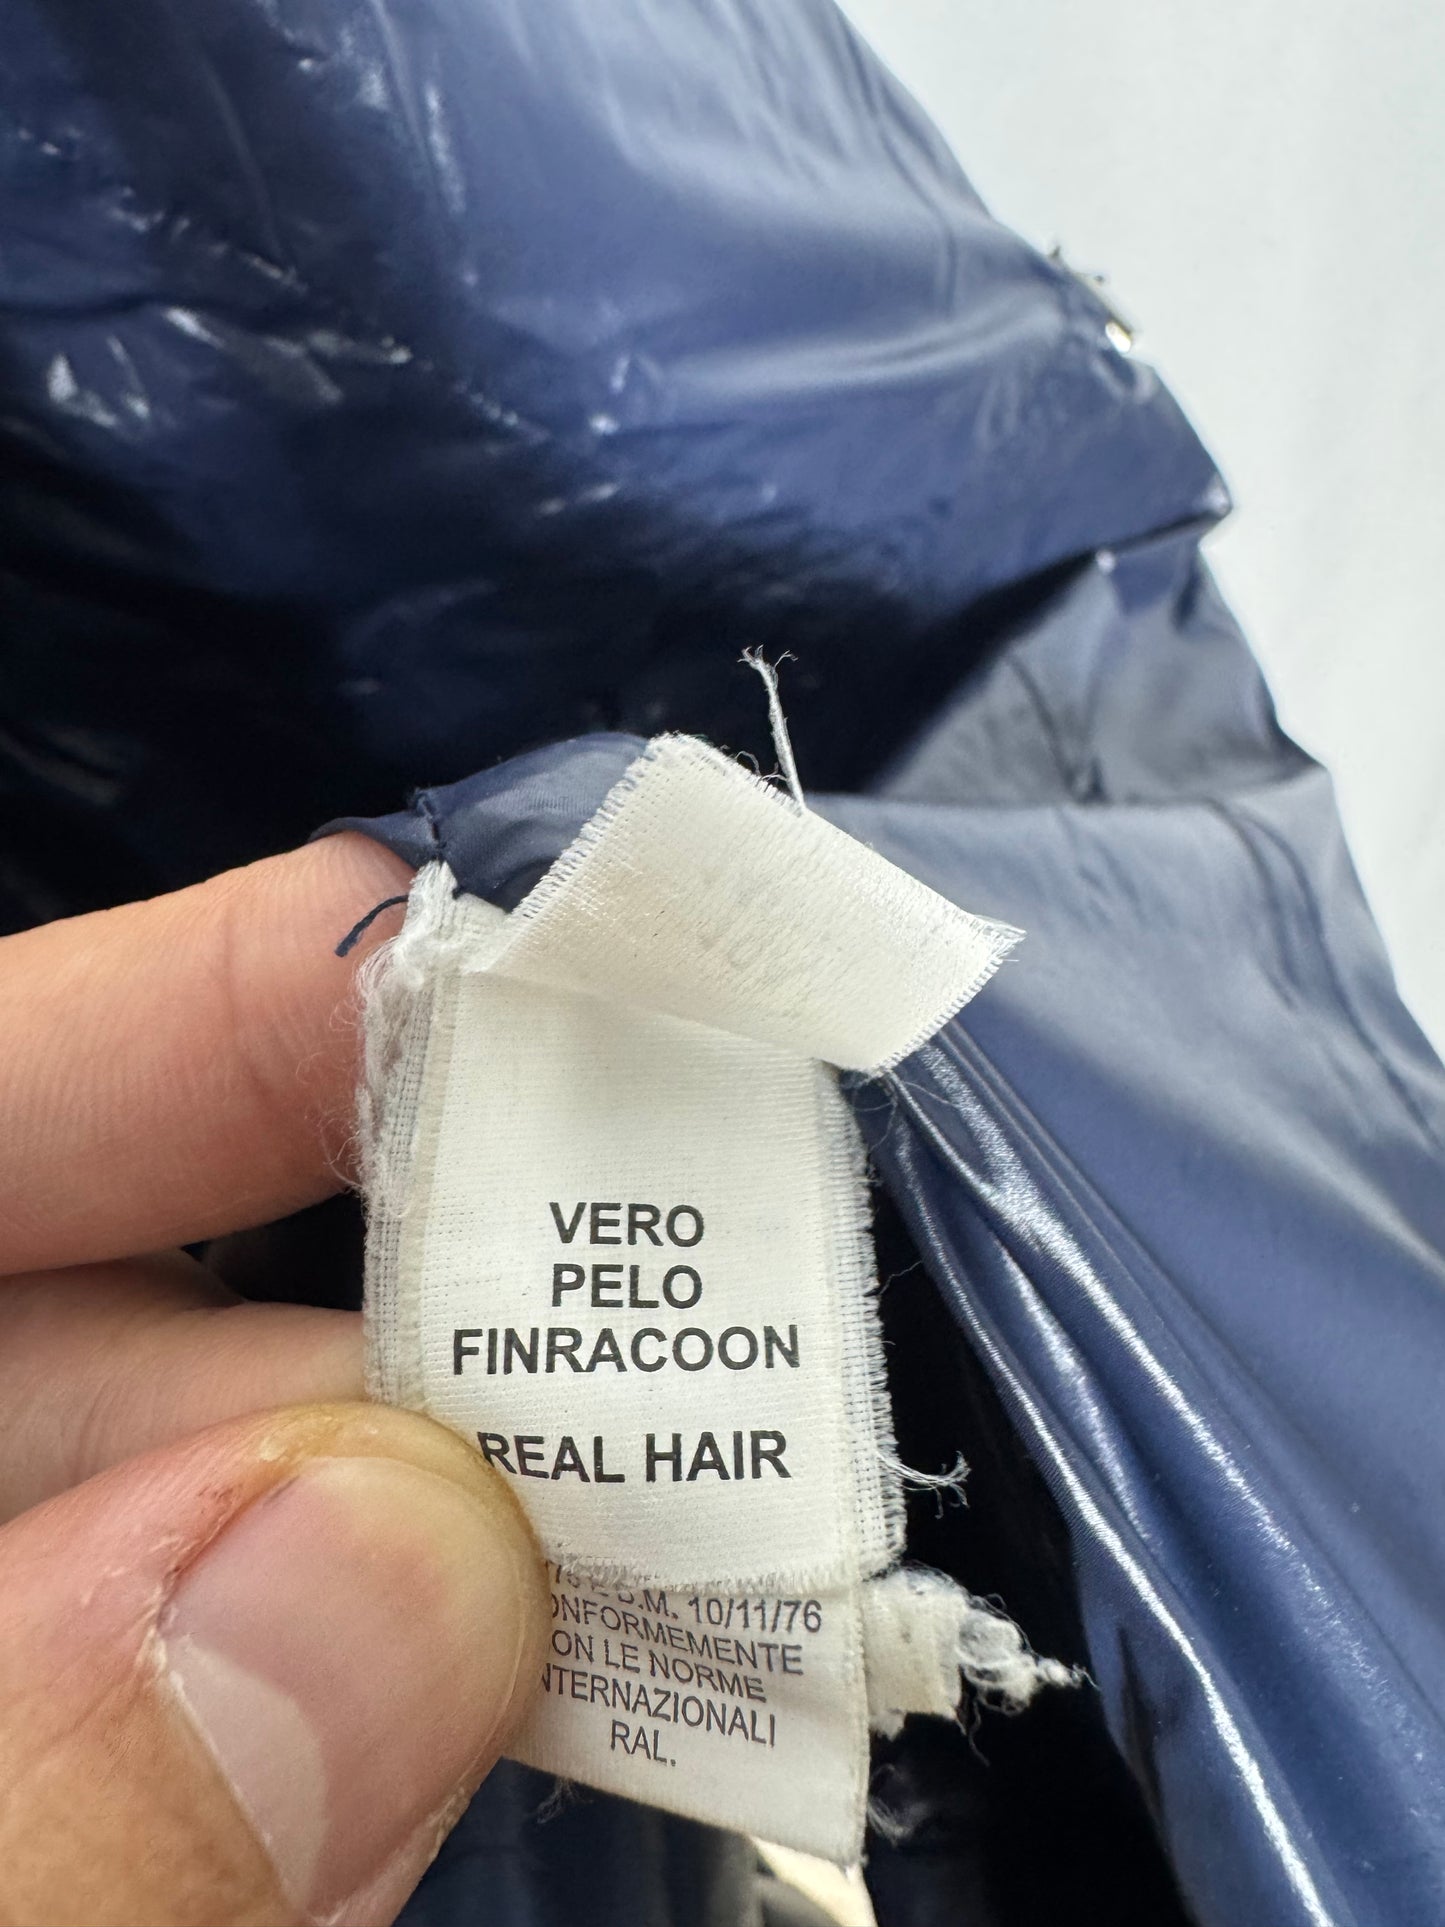 VERO
PELO
FINRACOON
REAL HAIR
D.M. 10/11/76
ONFORMEMENTE
ON LE NORME
NTERNAZIONALI
RAL.